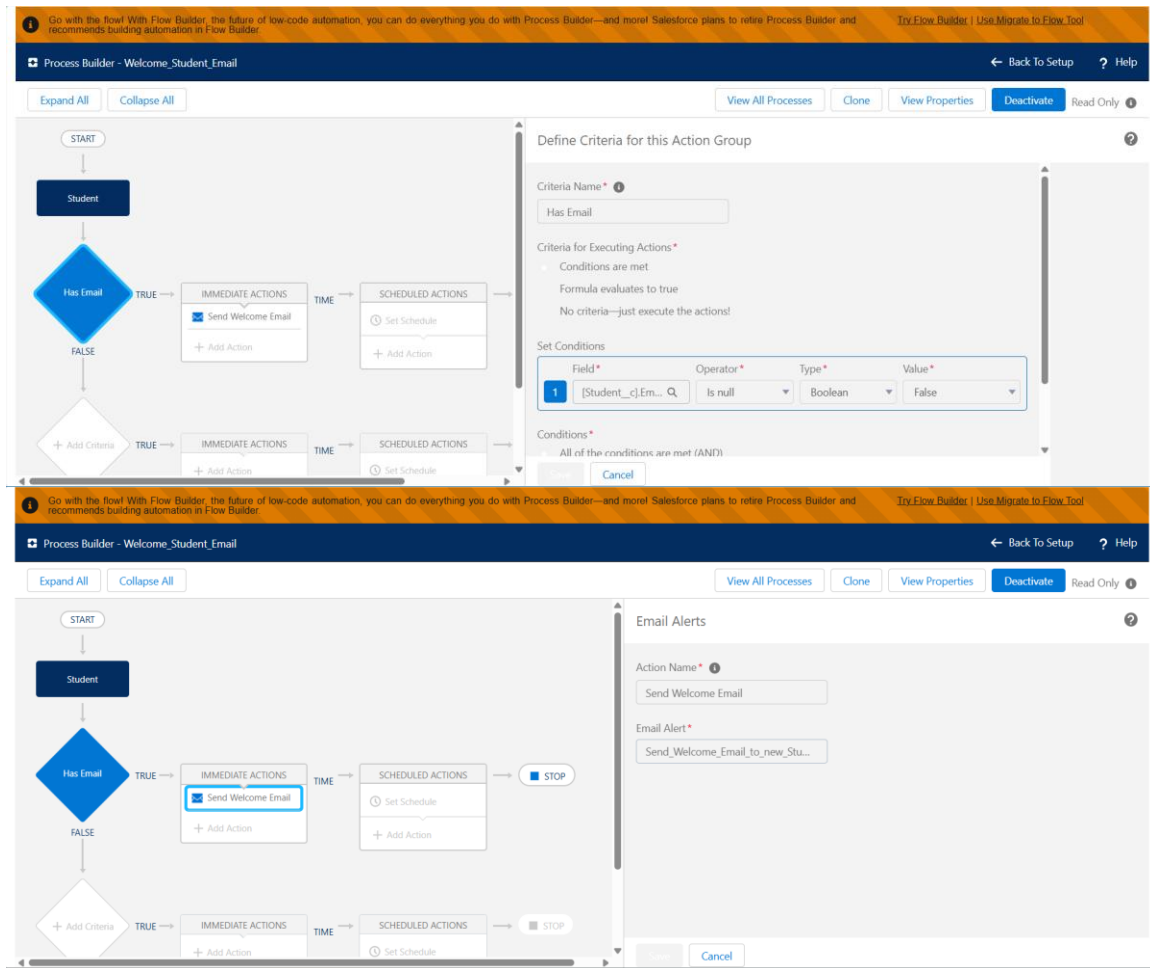 Go with the flow! With Flow Builder, the future of low-code automation, you can do everything you do with Process Builder—and more! Salesforce plans to retire Process Builder and
recommends building automation in Flow Builder.
Try Flow Builder | Use Migrate to Flow Tool
Process Builder - Welcome_Student_Email
Back To Setup
? Help
Expand All
Collapse All
View All Processes
Clone
View Properties
Deactivate
Read Only
START
Student
Has Email
TRUE
IMMEDIATE ACTIONS
Send Welcome Email
+ Add Action
TIME
SCHEDULED ACTIONS
Set Schedule
+ Add Action
FALSE
+ Add Criteria
TRUE
IMMEDIATE ACTIONS
+ Add Action
TIME
SCHEDULED ACTIONS
Set Schedule
Define Criteria for this Action Group
Criteria Name*
Has Email
Criteria for Executing Actions*
Conditions are met
Formula evaluates to true
No criteria—just execute the actions!
Set Conditions
Field* Operator* Type* Value*
1 [Student__c].Em... Is null Boolean False
Conditions*
All of the conditions are met (AND)
Save
Cancel
Go with the flow! With Flow Builder, the future of low-code automation, you can do everything you do with Process Builder—and more! Salesforce plans to retire Process Builder and
recommends building automation in Flow Builder.
Try Flow Builder | Use Migrate to Flow Tool
Process Builder - Welcome_Student_Email
Back To Setup
? Help
Expand All
Collapse All
View All Processes
Clone
View Properties
Deactivate
Read Only
START
Student
Has Email
TRUE
IMMEDIATE ACTIONS
Send Welcome Email
+ Add Action
TIME
SCHEDULED ACTIONS
Set Schedule
+ Add Action
STOP
FALSE
+ Add Criteria
TRUE
IMMEDIATE ACTIONS
+ Add Action
TIME
SCHEDULED ACTIONS
Set Schedule
STOP
Email Alerts
Action Name*
Send Welcome Email
Email Alert*
Send_Welcome_Email_to_new_Stu...
Cancel